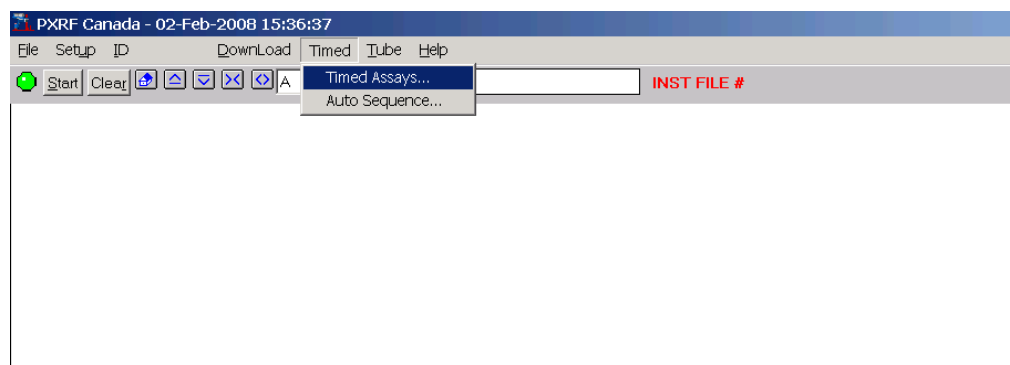 PXRF Canada - 02-Feb-2008 15:36:37
File Setup ID DownLoad Timed Tube Help
Start Clear A INST FILE #
Timed Assays...
Auto Sequence...